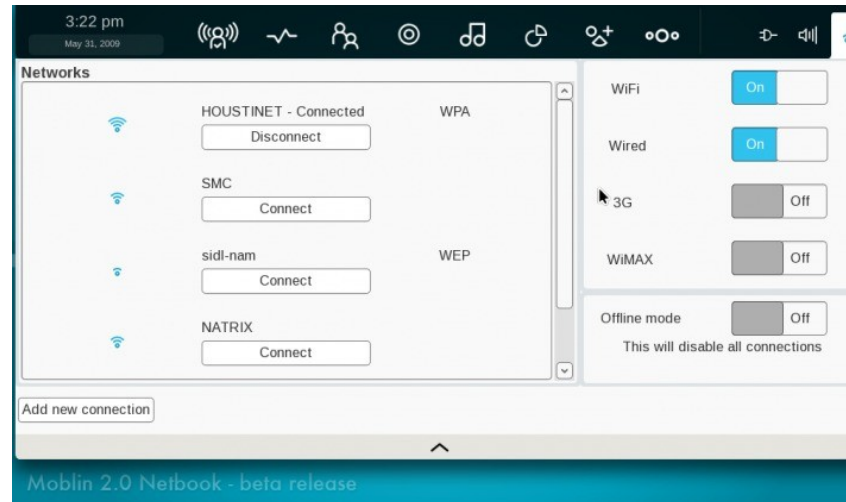 3:22 pm
May 31, 2009
Networks
HOUSTINET - Connected WPA
Disconnect
SMC
Connect
sidl-nam WEP
Connect
NATRIX
Connect
Add new connection
WiFi On
Wired On
3G Off
WiMAX Off
Offline mode Off
This will disable all connections
Moblin 2.0 Netbook - beta release